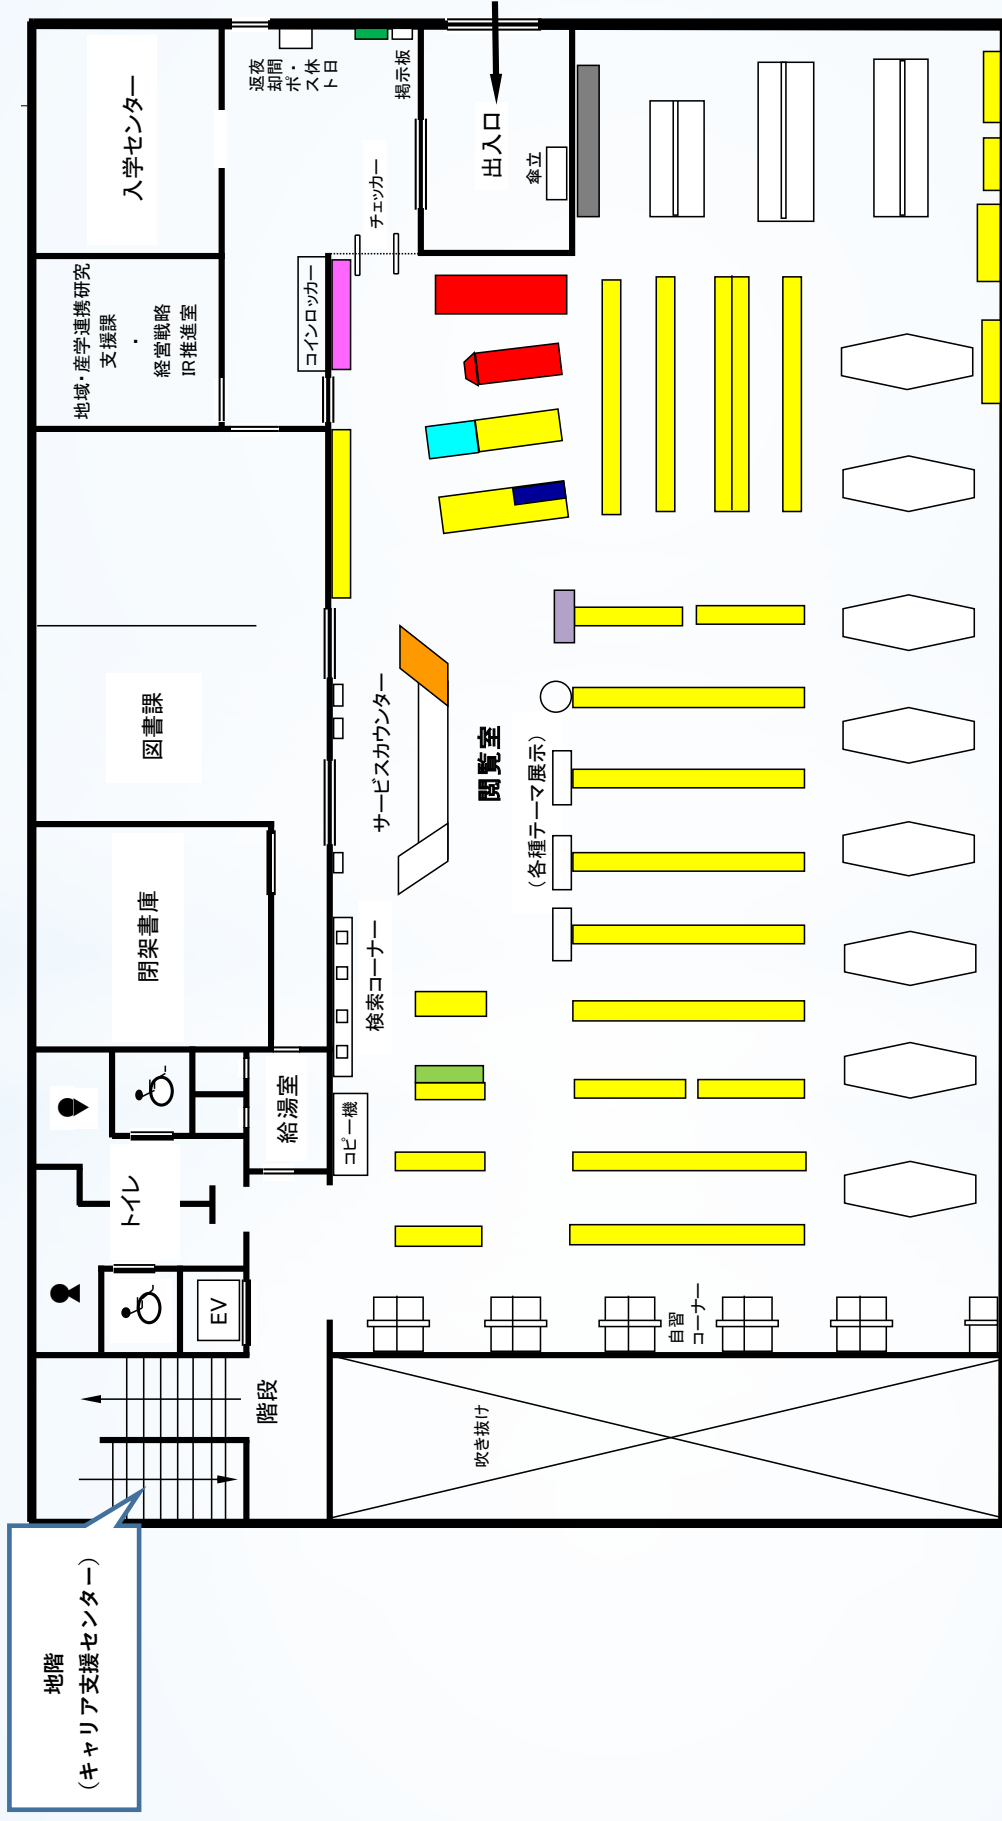 入学センター
返却ポスト
夜間・休日
掲示板
出入口
傘立
チェッカー
地域・産学連携研究
支援課
・
経営戦略
IR推進室
コインロッカー
図書課
サービスカウンター
閲覧室
（各種テーマ展示）
閉架書庫
検索コーナー
給湯室
コピー機
トイレ
EV
自習
コーナー
階段
吹き抜け
地階
（キャリア支援センター）